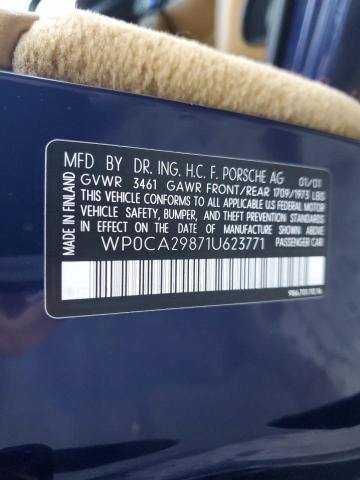 MFD BY DR. ING. H.C. F. PORSCHE AG 01/01
GVWR 3461 GAWR FRONT/REAR 1709/1973 LBS
THIS VEHICLE CONFORMS TO ALL APPLICABLE US FEDERAL MOTOR
VEHICLE SAFETY, BUMPER, AND THEFT PREVENTION STANDARDS
IN EFFECT ON THE DATE OF MANUFACTURE SHOWN ABOVE
WP0CA29871U623771 PASSENGER CAR
MADE IN FINLAND